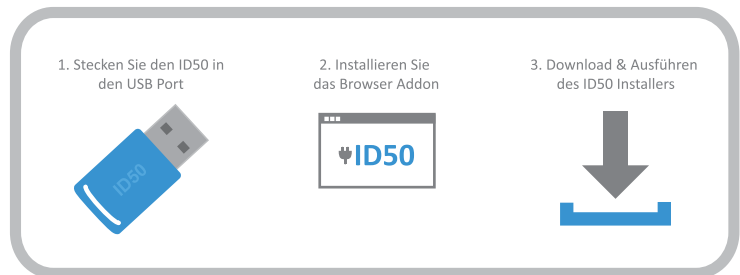 1. Stecken Sie den ID50 in
den USB Port
2. Installieren Sie
das Browser Addon
3. Download & Ausführen
des ID50 Installers
ID50
ID50